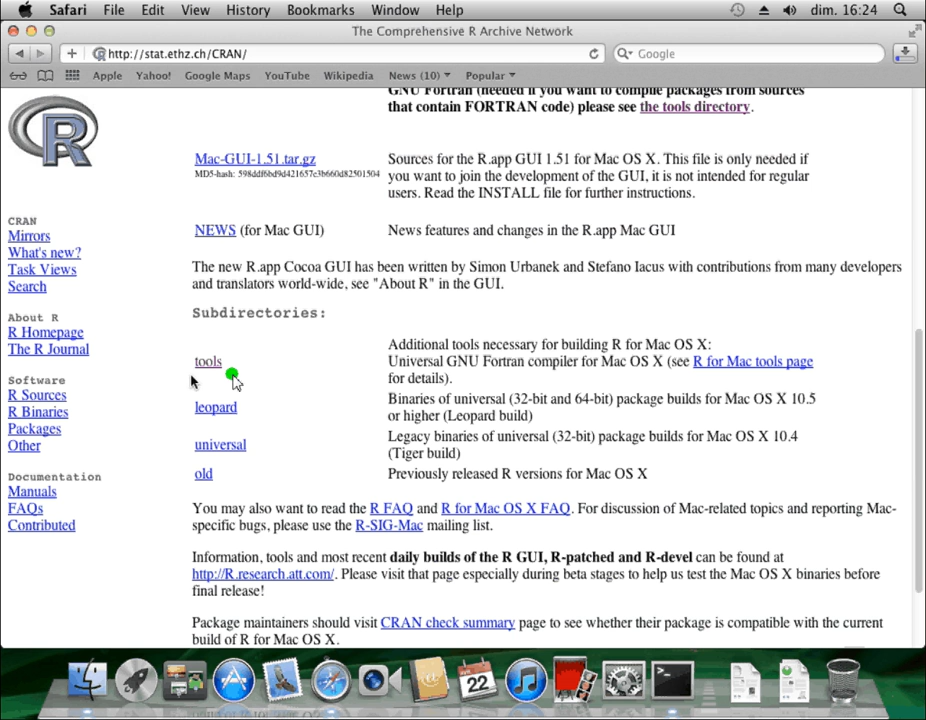 Safari File Edit View History Bookmarks Window Help dim. 16:24
The Comprehensive R Archive Network
http://stat.ethz.ch/CRAN/ Google
Apple Yahoo! Google Maps YouTube Wikipedia News (10) Popular
GNU Fortran (needed if you want to compile packages from sources
that contain FORTRAN code) please see the tools directory.
R
Mac-GUI-1.51.tar.gz Sources for the R.app GUI 1.51 for Mac OS X. This file is only needed if
MD5-hash: 598ddf6bd9d421657c3b660d82501504 you want to join the development of the GUI, it is not intended for regular
users. Read the INSTALL file for further instructions.
NEWS (for Mac GUI) News features and changes in the R.app Mac GUI
The new R.app Cocoa GUI has been written by Simon Urbanek and Stefano Iacus with contributions from many developers
and translators world-wide, see "About R" in the GUI.
Subdirectories:
Additional tools necessary for building R for Mac OS X:
tools Universal GNU Fortran compiler for Mac OS X (see R for Mac tools page
for details).
leopard Binaries of universal (32-bit and 64-bit) package builds for Mac OS X 10.5
or higher (Leopard build)
universal Legacy binaries of universal (32-bit) package builds for Mac OS X 10.4
(Tiger build)
old Previously released R versions for Mac OS X
You may also want to read the R FAQ and R for Mac OS X FAQ. For discussion of Mac-related topics and reporting Mac-
specific bugs, please use the R-SIG-Mac mailing list.
Information, tools and most recent daily builds of the R GUI, R-patched and R-devel can be found at
http://R.research.att.com/. Please visit that page especially during beta stages to help us test the Mac OS X binaries before
final release!
Package maintainers should visit CRAN check summary page to see whether their package is compatible with the current
build of R for Mac OS X.
CRAN
Mirrors
What's new?
Task Views
Search
About R
R Homepage
The R Journal
Software
R Sources
R Binaries
Packages
Other
Documentation
Manuals
FAQs
Contributed
22